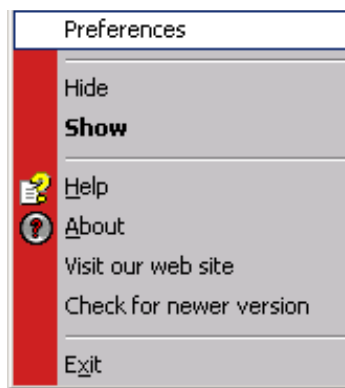 Preferences
Hide
Show
Help
About
Visit our web site
Check for newer version
Exit